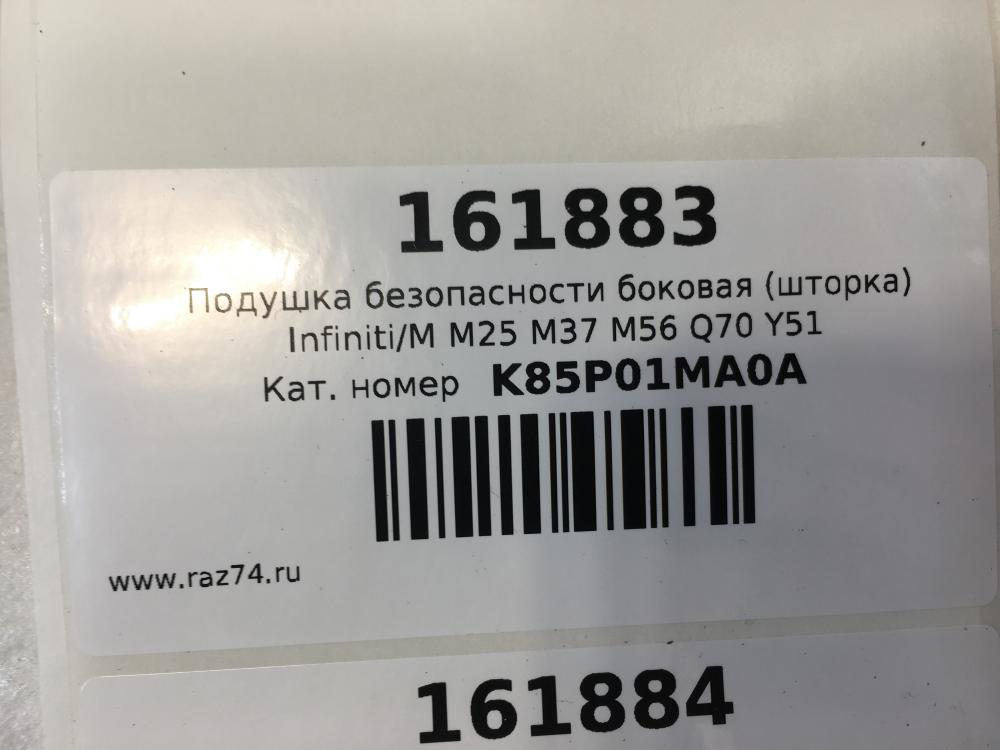 161883
Подушка безопасности боковая (шторка)
Infiniti/M M25 M37 M56 Q70 Y51
Кат. номер K85P01MA0A
www.raz74.ru
161884